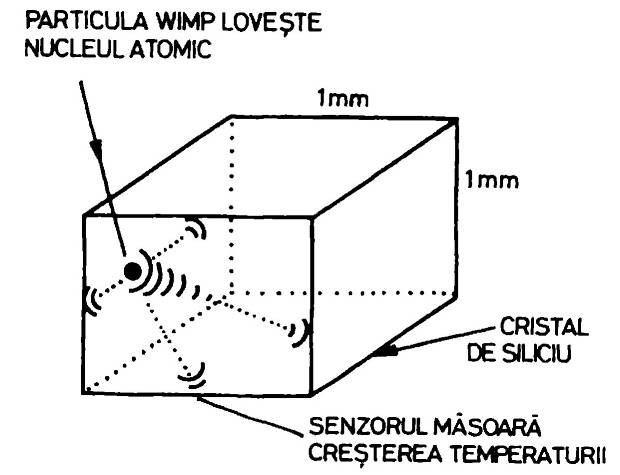 PARTICULA WIMP LOVEȘTE
NUCLEUL ATOMIC
1mm
1mm
CRISTAL
DE SILICIU
SENZORUL MĂSOARĂ
CREȘTEREA TEMPERATURII